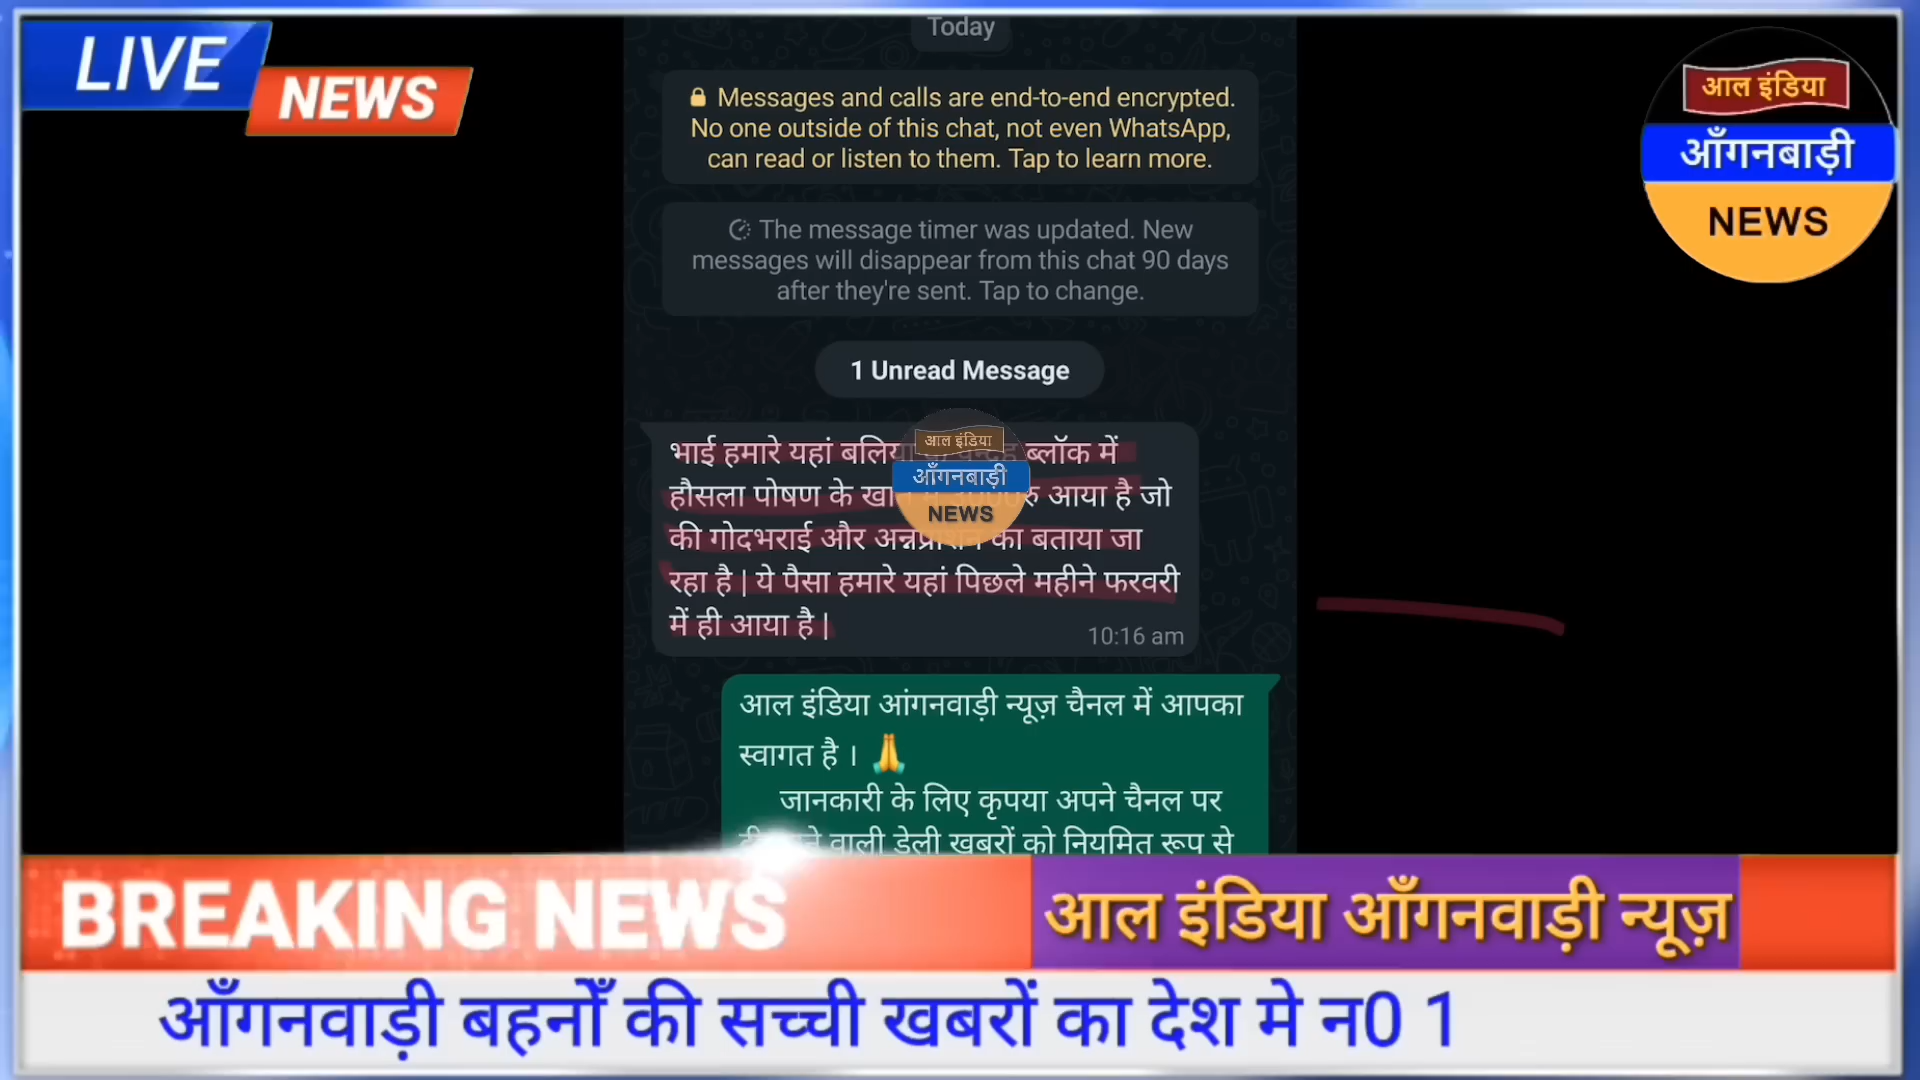 LIVE
NEWS
आल इंडिया
आँगनबाड़ी
NEWS
Today
Messages and calls are end-to-end encrypted.
No one outside of this chat, not even WhatsApp,
can read or listen to them. Tap to learn more.
The message timer was updated. New
messages will disappear from this chat 90 days
after they're sent. Tap to change.
1 Unread Message
भाई हमारे यहां ब्लॉक में
हौसला पोषण के आया है जो
की गोदभराई और का बताया जा
रहा है | ये पैसा हमारे यहां पिछले महीने फरवरी
में ही आया है |
10:16 am
आल इंडिया
आँगनबाड़ी
NEWS
आल इंडिया आंगनवाड़ी न्यूज़ चैनल में आपका
स्वागत है । 🙏
जानकारी के लिए कृपया अपने चैनल पर
वाली डेली खबरों को नियमित रूप से
BREAKING NEWS
आल इंडिया आँगनवाड़ी न्यूज़
आँगनवाड़ी बहनोँ की सच्ची खबरों का देश मे न0 1